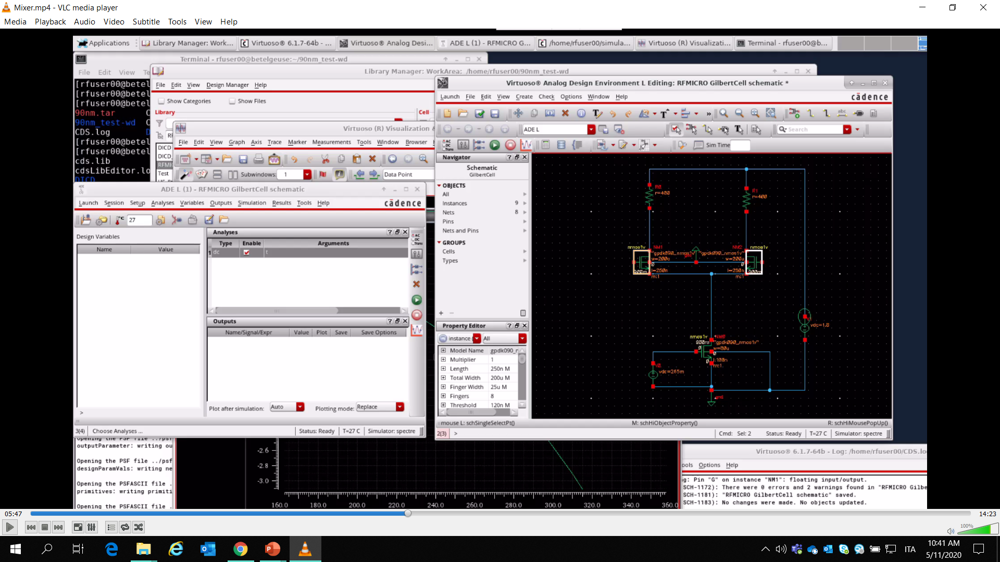 Mixer.mp4 - VLC media player
Media Playback Audio Video Subtitle Tools View Help
Applications
Library Manager: Work...
Virtuoso® 6.1.7-64b - ...
Virtuoso® Analog Desi...
ADE L (1) - RFMICRO G...
/home/rfuser00/simula...
Virtuoso (R) Visualizati...
Terminal - rfuser00@b...
Terminal - rfuser00@betelgeuse:~/90nm_test-wd
File Edit View Te
[rfuser00@betel
[rfuser00@betel
[rfuser00@betel
90nm.tar C
90nm_test-wd C
CDS.log D
[rfuser00@betel
[rfuser00@betel
cds.lib
cdsLibEditor.lo
DICD
Library Manager: WorkArea: /home/rfuser00/90nm_test-wd
File Edit View Design Manager Help
Show Categories Show Files
Library Cell
RF
DICD
DICD_
RFMIC
Test
Virtuoso (R) Visualization &
File Edit View Graph Axis Trace Marker Measurements Tools Window Browser
Subwindows: 1 Data Point
ADE L (1) - RFMICRO GilbertCell schematic
Launch Session Setup Analyses Variables Outputs Simulation Results Tools Help cādence
27
Design Variables
Name Value
Analyses
Type Enable Arguments
1 dc t
AC
DC
Trans
Outputs
Name/Signal/Expr Value Plot Save Save Options
Plot after simulation: Auto Plotting mode: Replace
>
3(4) Choose Analyses ... Status: Ready T=27 C Simulator: spectre
Virtuoso® Analog Design Environment L Editing: RFMICRO GilbertCell schematic *
Launch File Edit View Create Check Options Window Help cādence
ADE L Search
AC
DC
Trans
Sim Time
Navigator
Schematic
GilbertCell
OBJECTS
All
Instances 9
Nets 8
Pins
Nets and Pins
GROUPS
Cells
Types
Property Editor
instance ( All
Model Name gpdk090_n
Multiplier 1
Length 250n M
Total Width 200u M
Finger Width 25u M
Fingers 8
Threshold 120n M
R0
r=400
R1
r=400
nmos1v NM1
"gpdk090_nmos1v"
w=200u
l=250n
m:1
NM2 nmos1v
"gpdk090_nmos1v"
w=200u
l=250n
m:1
vdc=1.8
nmos1v
"gpdk090_nmos1v"
w=80u
l:100n
m:1
V0
vdc=265m
gnd
mouse L: schSingleSelectPt() M: schHiObjectProperty() R: schHiMousePopUp()
2(3) > Cmd: Sel: 2 Status: Ready T=27 C Simulator: spectre
Opening the PSF file ../psf
outputParameter: writing ou
Opening the PSF file ../psf
designParamVals: writing ne
Opening the PSFASCII file .
primitives: writing primiti
Opening the PSFASCII file .
-2.6
-2.8
-3.0
160.0 180.0 200.0 220.0 240.0 260.0 280.0 300.0 320.0 340.0 360.0
Virtuoso® 6.1.7-64b - Log: /home/rfuser00/CDS.lo
ools Options Help
g: Pin "G" on instance "NM1": floating input/output.
SCH-1172): There were 0 errors and 2 warnings found in "RFMICRO Gilbe
SCH-1181): "RFMICRO GilbertCell schematic" saved.
SCH-1183): No changes were made. No objects updated.
05:47 14:23
100%
ITA
10:41 AM
5/11/2020